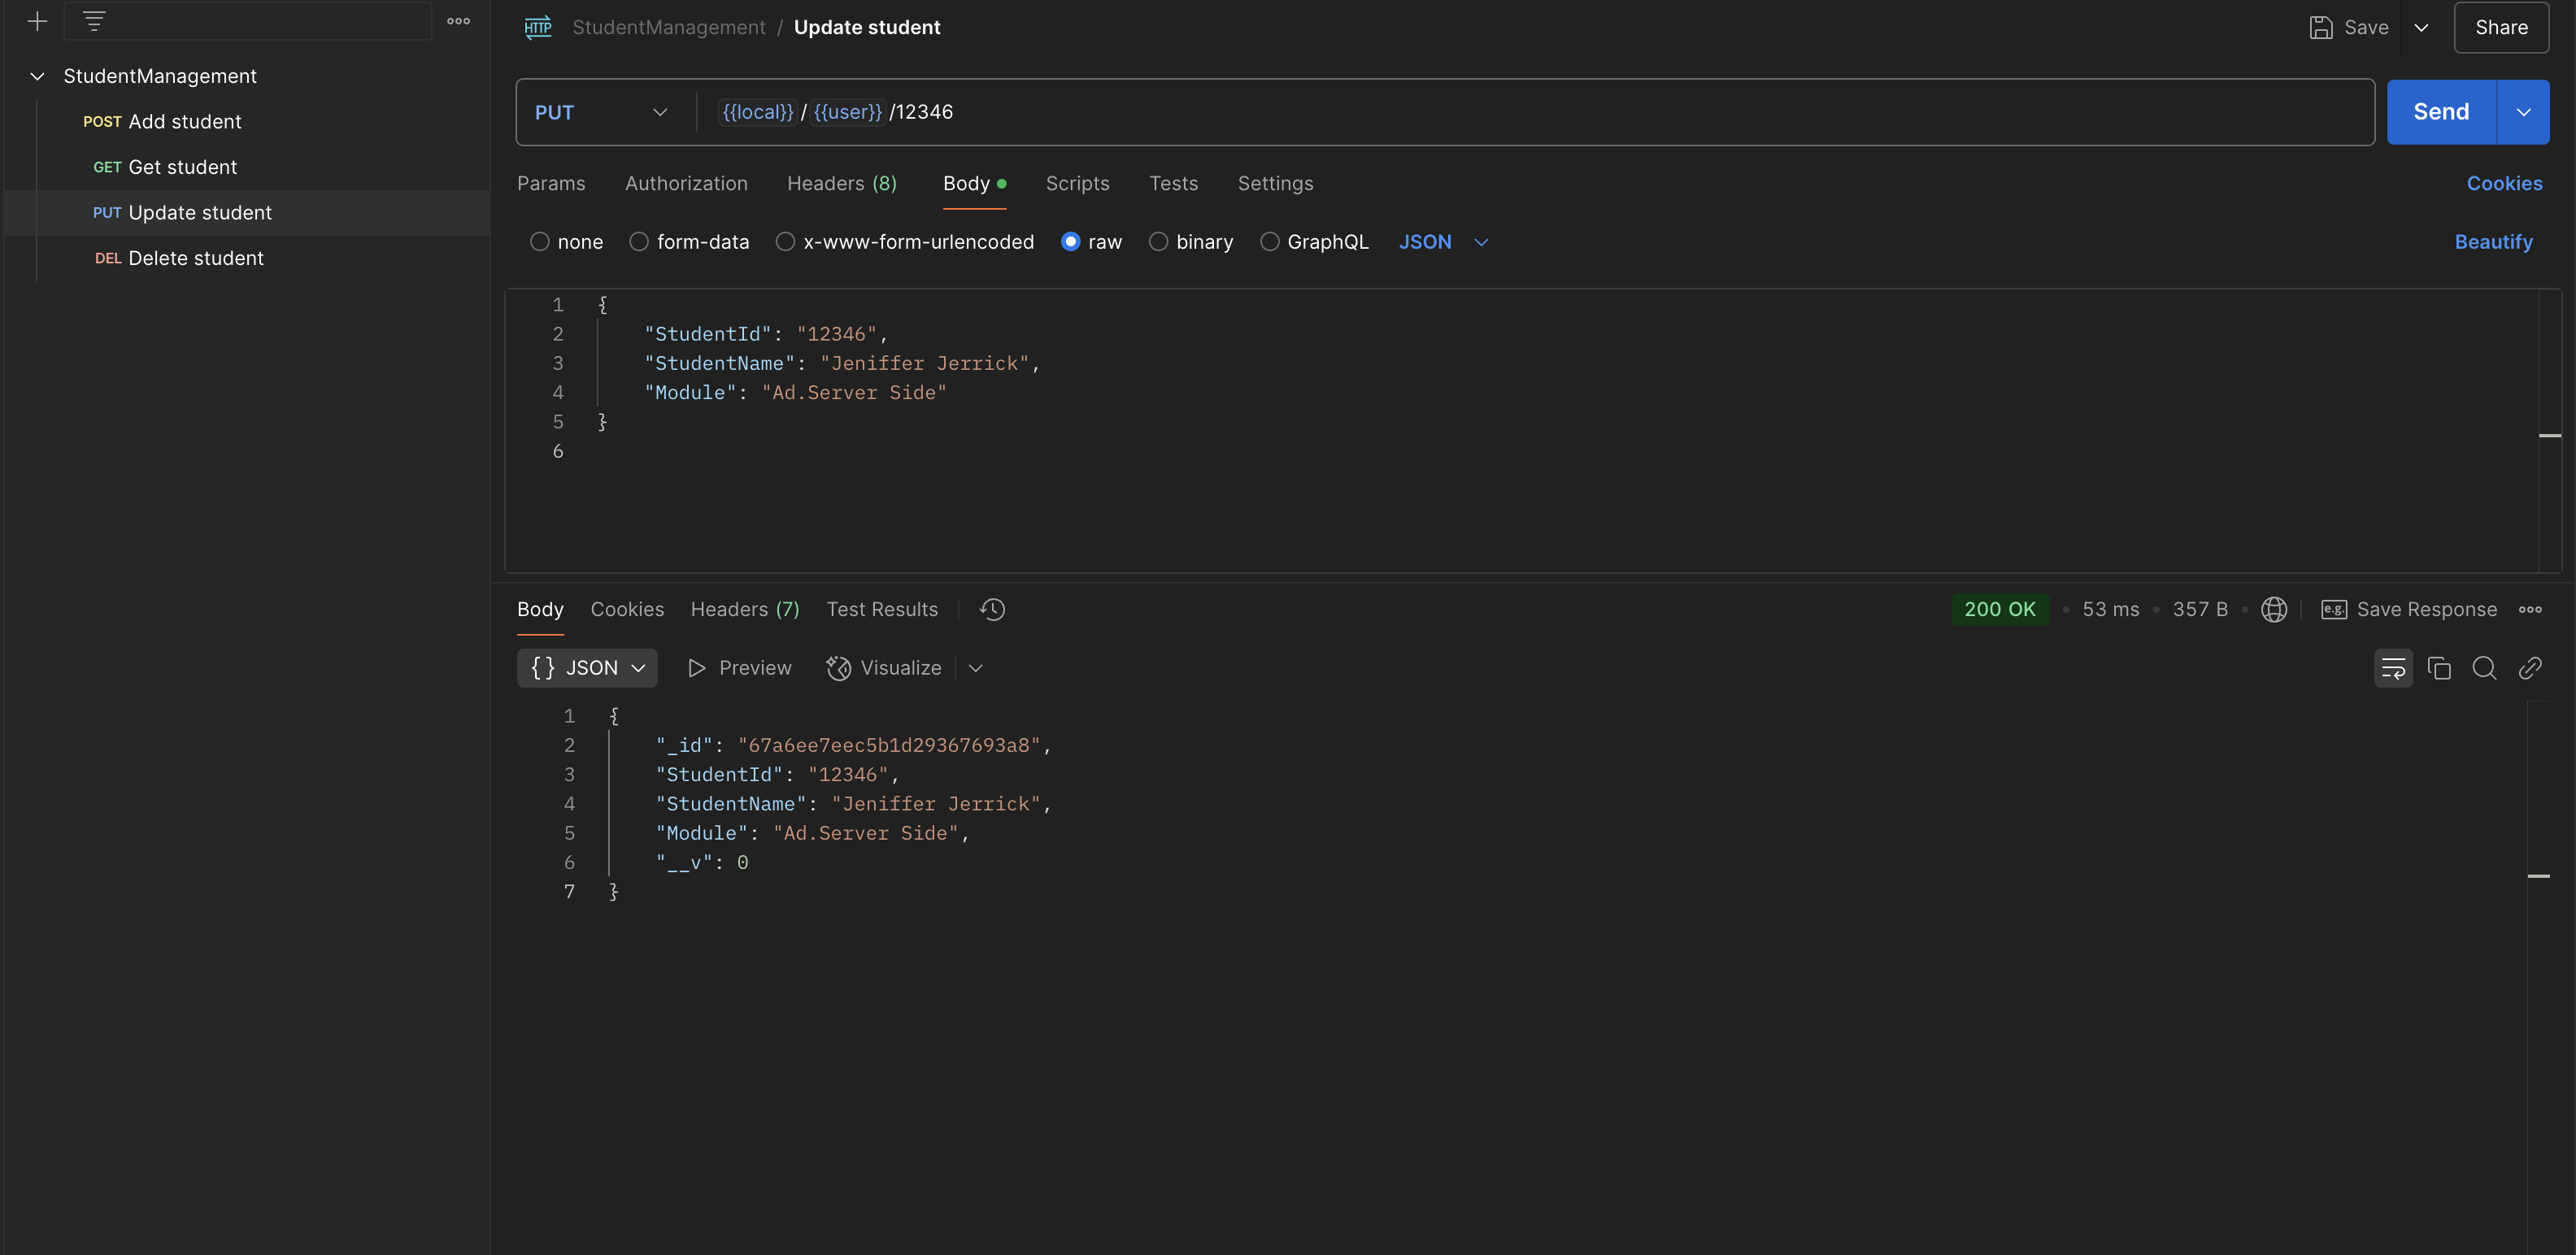 StudentManagement
POST Add student
GET Get student
PUT Update student
DEL Delete student
HTTP StudentManagement / Update student Save Share
PUT {{local}}/{{user}}/12346 Send
Params Authorization Headers (8) Body Scripts Tests Settings Cookies
none form-data x-www-form-urlencoded raw binary GraphQL JSON Beautify
1 {
2 "StudentId": "12346",
3 "StudentName": "Jeniffer Jerrick",
4 "Module": "Ad.Server Side"
5 }
6
Body Cookies Headers (7) Test Results 200 OK • 53 ms • 357 B • e.g. Save Response
{} JSON Preview Visualize
1 {
2 "_id": "67a6ee7eec5b1d29367693a8",
3 "StudentId": "12346",
4 "StudentName": "Jeniffer Jerrick",
5 "Module": "Ad.Server Side",
6 "__v": 0
7 }